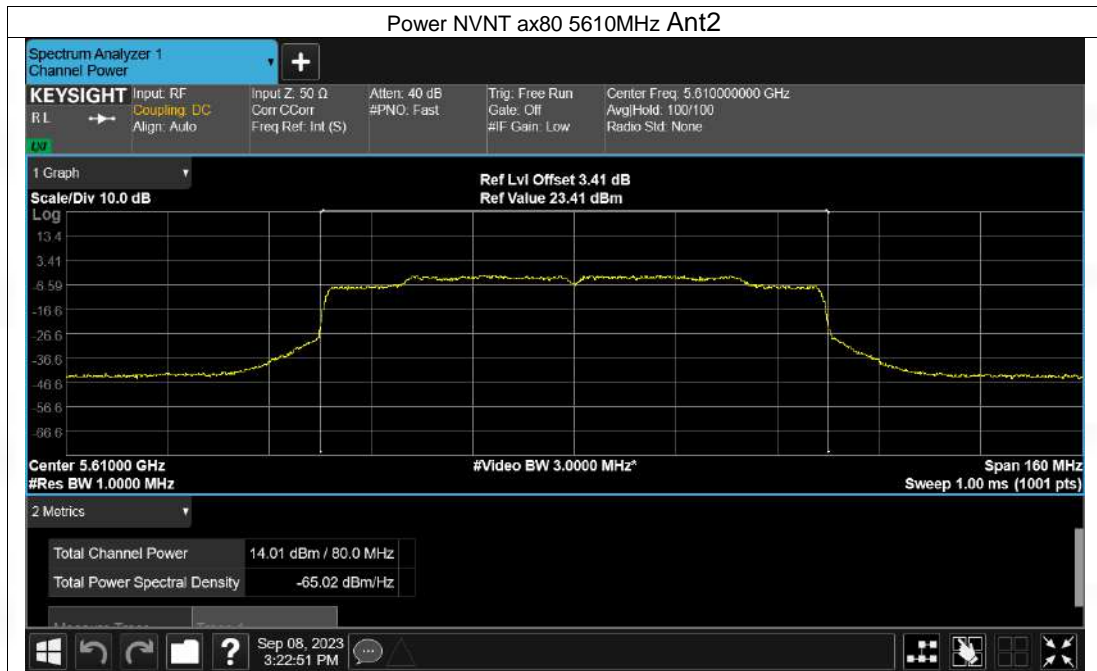 Power NVNT ax80 5610MHz Ant2
Spectrum Analyzer 1
Channel Power
+
KEYSIGHT
RL
LXI
Input: RF
Coupling: DC
Align: Auto
Input Z: 50 Ω
Corr CCorr
Freq Ref: Int (S)
Atten: 40 dB
#PNO: Fast
Trig: Free Run
Gate: Off
#IF Gain: Low
Center Freq: 5.610000000 GHz
Avg|Hold: 100/100
Radio Std: None
1 Graph
Scale/Div 10.0 dB
Ref Lvl Offset 3.41 dB
Ref Value 23.41 dBm
Log
13.4
3.41
-6.59
-16.6
-26.6
-36.6
-46.6
-56.6
-66.6
Center 5.61000 GHz
#Video BW 3.0000 MHz*
Span 160 MHz
#Res BW 1.0000 MHz
Sweep 1.00 ms (1001 pts)
2 Metrics
Total Channel Power 14.01 dBm / 80.0 MHz
Total Power Spectral Density -65.02 dBm/Hz
?
Sep 08, 2023
3:22:51 PM